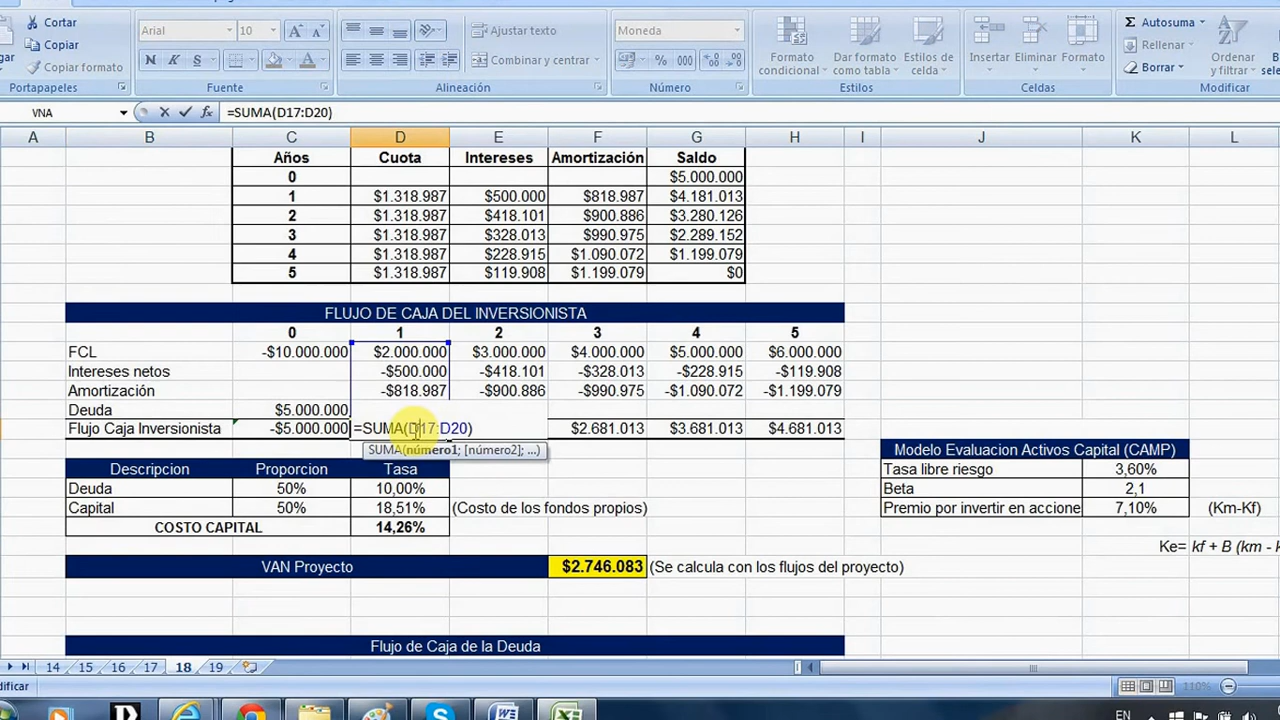 Cortar
Arial 10
Ajustar texto
Moneda
Autosuma
Copiar
Rellenar
gar
Copiar formato
N K S
Combinar y centrar
% 000
Formato condicional
Dar formato como tabla
Estilos de celda
Insertar Eliminar Formato
Borrar
Ordenar y filtrar
Portapapeles Fuente Alineación Número Estilos Celdas Modificar
VNA =SUMA(D17:D20)
A B C D E F G H I J K L
Años Cuota Intereses Amortización Saldo
0 $5.000.000
1 $1.318.987 $500.000 $818.987 $4.181.013
2 $1.318.987 $418.101 $900.886 $3.280.126
3 $1.318.987 $328.013 $990.975 $2.289.152
4 $1.318.987 $228.915 $1.090.072 $1.199.079
5 $1.318.987 $119.908 $1.199.079 $0
FLUJO DE CAJA DEL INVERSIONISTA
0 1 2 3 4 5
FCL -$10.000.000 $2.000.000 $3.000.000 $4.000.000 $5.000.000 $6.000.000
Intereses netos -$500.000 -$418.101 -$328.013 -$228.915 -$119.908
Amortización -$818.987 -$900.886 -$990.975 -$1.090.072 -$1.199.079
Deuda $5.000.000
Flujo Caja Inversionista -$5.000.000 =SUMA(D17:D20) $2.681.013 $3.681.013 $4.681.013
SUMA(número1; [número2]; ...)
Modelo Evaluacion Activos Capital (CAMP)
Descripcion Proporcion Tasa
Tasa libre riesgo 3,60%
Deuda 50% 10,00%
Beta 2,1
Capital 50% 18,51% (Costo de los fondos propios)
Premio por invertir en accione 7,10% (Km-Kf)
COSTO CAPITAL 14,26%
Ke= kf + B (km - k
VAN Proyecto $2.746.083 (Se calcula con los flujos del proyecto)
Flujo de Caja de la Deuda
14 15 16 17 18 19
dificar
110%
EN